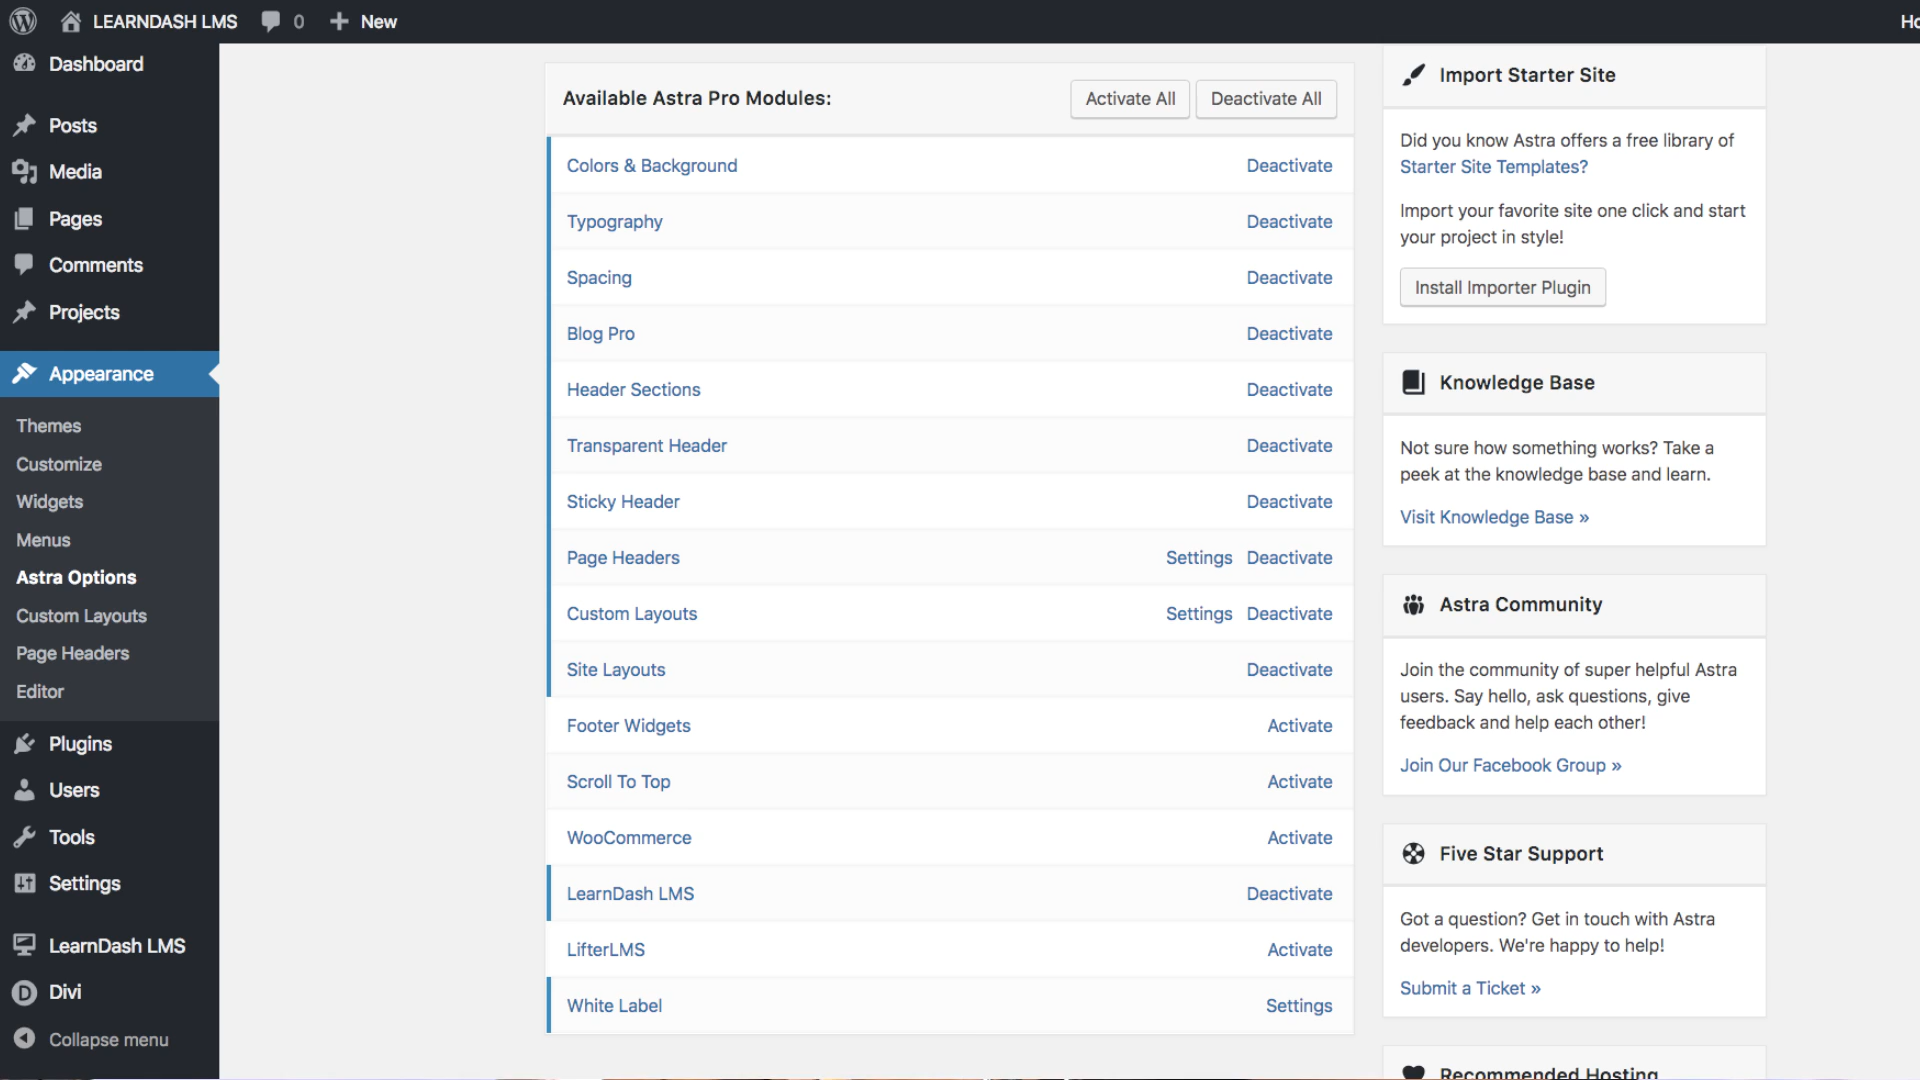 LEARNDASH LMS 0 New
Dashboard
Posts
Media
Pages
Comments
Projects
Appearance
Themes
Customize
Widgets
Menus
Astra Options
Custom Layouts
Page Headers
Editor
Plugins
Users
Tools
Settings
LearnDash LMS
Divi
Collapse menu
Available Astra Pro Modules: Activate All Deactivate All
Colors & Background Deactivate
Typography Deactivate
Spacing Deactivate
Blog Pro Deactivate
Header Sections Deactivate
Transparent Header Deactivate
Sticky Header Deactivate
Page Headers Settings Deactivate
Custom Layouts Settings Deactivate
Site Layouts Deactivate
Footer Widgets Activate
Scroll To Top Activate
WooCommerce Activate
LearnDash LMS Deactivate
LifterLMS Activate
White Label Settings
Import Starter Site
Did you know Astra offers a free library of
Starter Site Templates?
Import your favorite site one click and start
your project in style!
Install Importer Plugin
Knowledge Base
Not sure how something works? Take a
peek at the knowledge base and learn.
Visit Knowledge Base »
Astra Community
Join the community of super helpful Astra
users. Say hello, ask questions, give
feedback and help each other!
Join Our Facebook Group »
Five Star Support
Got a question? Get in touch with Astra
developers. We're happy to help!
Submit a Ticket »
Recommended Hosting